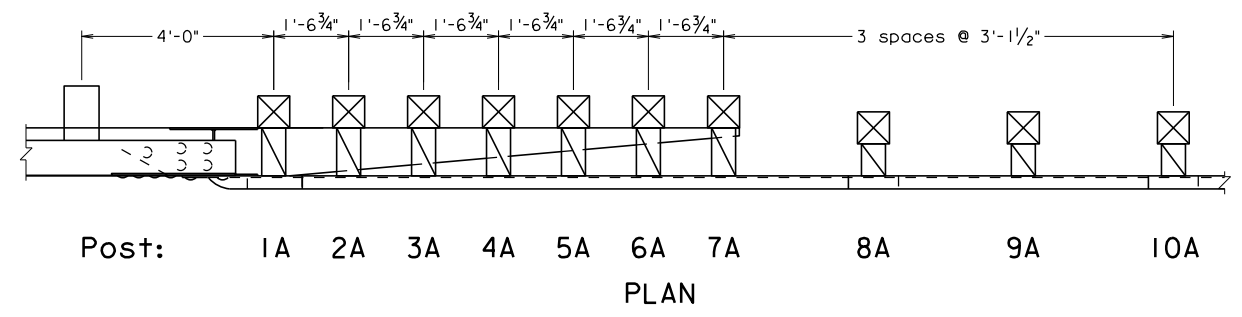 1'-6¾" 1'-6¾" 1'-6¾" 1'-6¾" 1'-6¾" 1'-6¾"
4'-0" 3 spaces @ 3'-1½"
Post: 1A 2A 3A 4A 5A 6A 7A 8A 9A 10A
PLAN